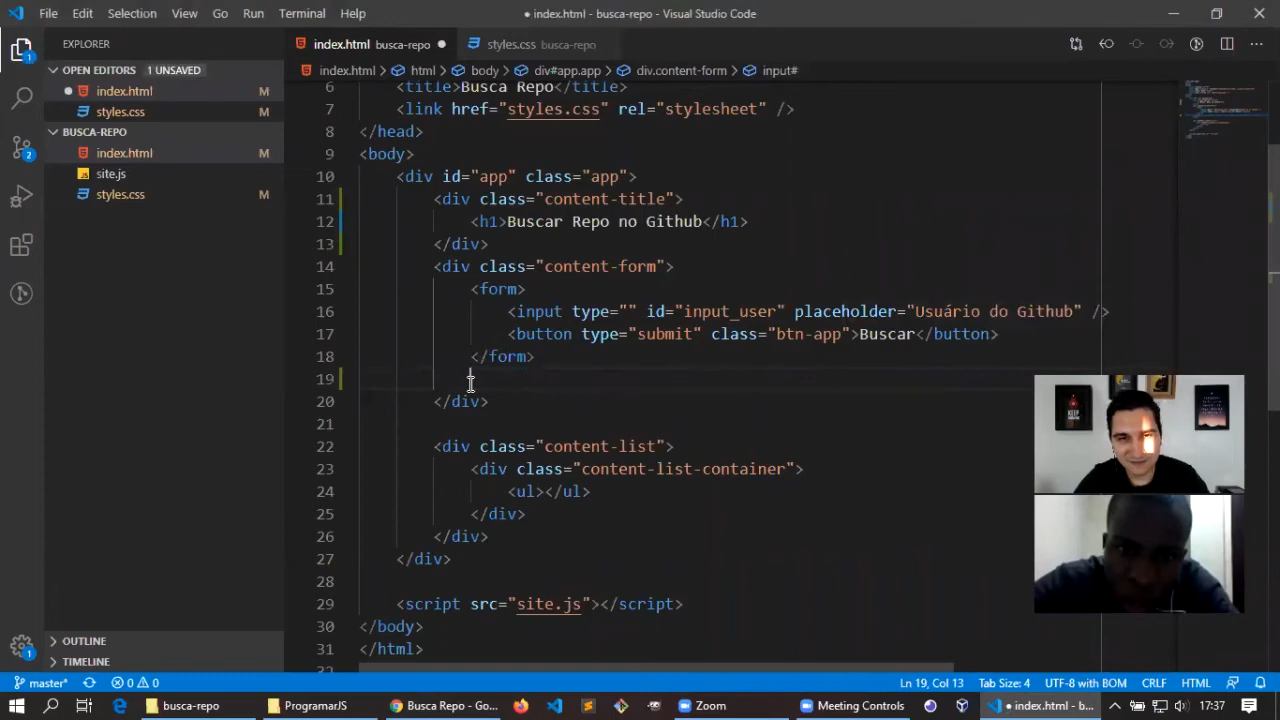 File Edit Selection View Go Run Terminal Help
● index.html - busca-repo - Visual Studio Code
EXPLORER
index.html busca-repo ●
styles.css busca-repo
OPEN EDITORS 1 UNSAVED
index.html > html > body > div#app.app > div.content-form > input#
● index.html M
styles.css M
BUSCA-REPO
index.html M
site.js
styles.css M
6 <title>Busca Repo</title>
7 <link href="styles.css" rel="stylesheet" />
8 </head>
9 <body>
10 <div id="app" class="app">
11 <div class="content-title">
12 <h1>Buscar Repo no Github</h1>
13 </div>
14 <div class="content-form">
15 <form>
16 <input type="" id="input_user" placeholder="Usuário do Github" />
17 <button type="submit" class="btn-app">Buscar</button>
18 </form>
19
20 </div>
21
22 <div class="content-list">
23 <div class="content-list-container">
24 <ul></ul>
25 </div>
26 </div>
27 </div>
28
29 <script src="site.js"></script>
30 </body>
31 </html>
32
OUTLINE
TIMELINE
1
2
1
master* 0 0
Ln 19, Col 13 Tab Size: 4 UTF-8 with BOM CRLF HTML
busca-repo
ProgramarJS
Busca Repo - Go...
Zoom
Meeting Controls
● index.html - b...
17:37